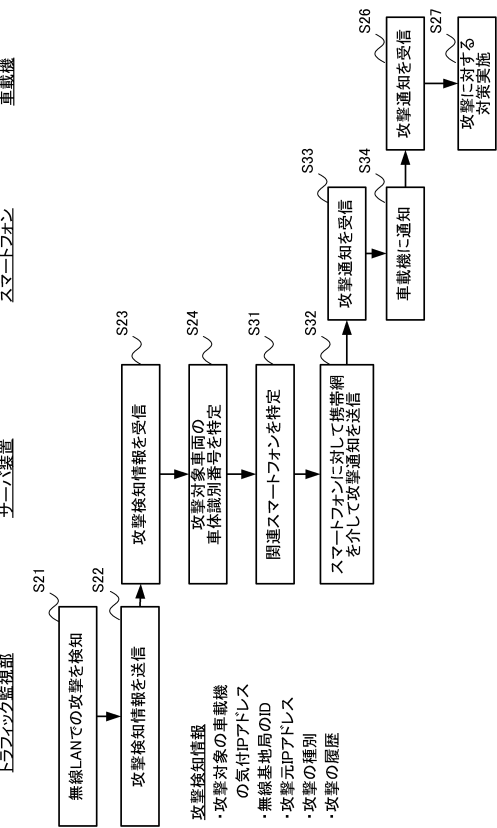 トラフィック監視部
サーバ装置
スマートフォン
車載機
S21
無線LANでの攻撃を検知
S22
攻撃検知情報を送信
S23
攻撃検知情報を受信
S24
攻撃対象車両の
車体識別番号を特定
S31
関連スマートフォンを特定
S32
スマートフォンに対して携帯網
を介して攻撃通知を送信
S33
攻撃通知を受信
S34
車載機に通知
S26
攻撃通知を受信
S27
攻撃に対する
対策実施
攻撃検知情報
・攻撃対象の車載機
の気付IPアドレス
・無線基地局のID
・攻撃元IPアドレス
・攻撃の種別
・攻撃の履歴